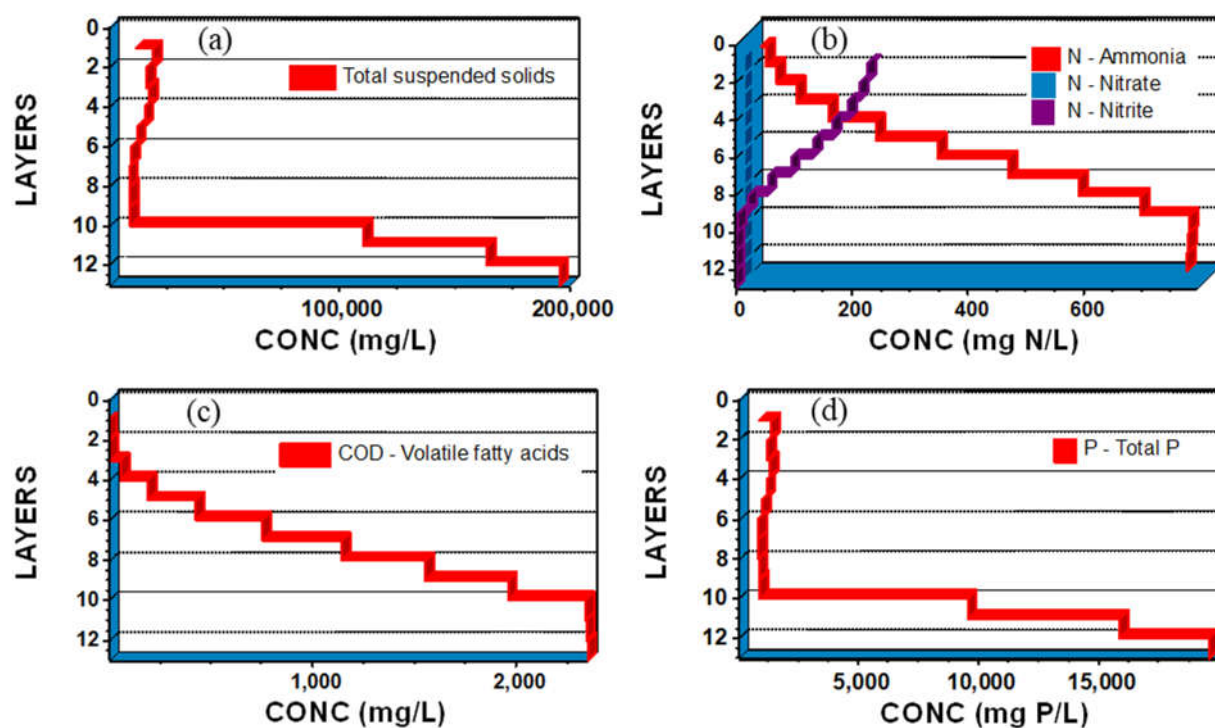 (a)
Total suspended solids
LAYERS
0
2
4
6
8
10
12
100,000
200,000
CONC (mg/L)
(b)
N - Ammonia
N - Nitrate
N - Nitrite
LAYERS
0
2
4
6
8
10
12
0
200
400
600
CONC (mg N/L)
(c)
COD - Volatile fatty acids
LAYERS
0
2
4
6
8
10
12
1,000
2,000
CONC (mg/L)
(d)
P - Total P
LAYERS
0
2
4
6
8
10
12
5,000
10,000
15,000
CONC (mg P/L)